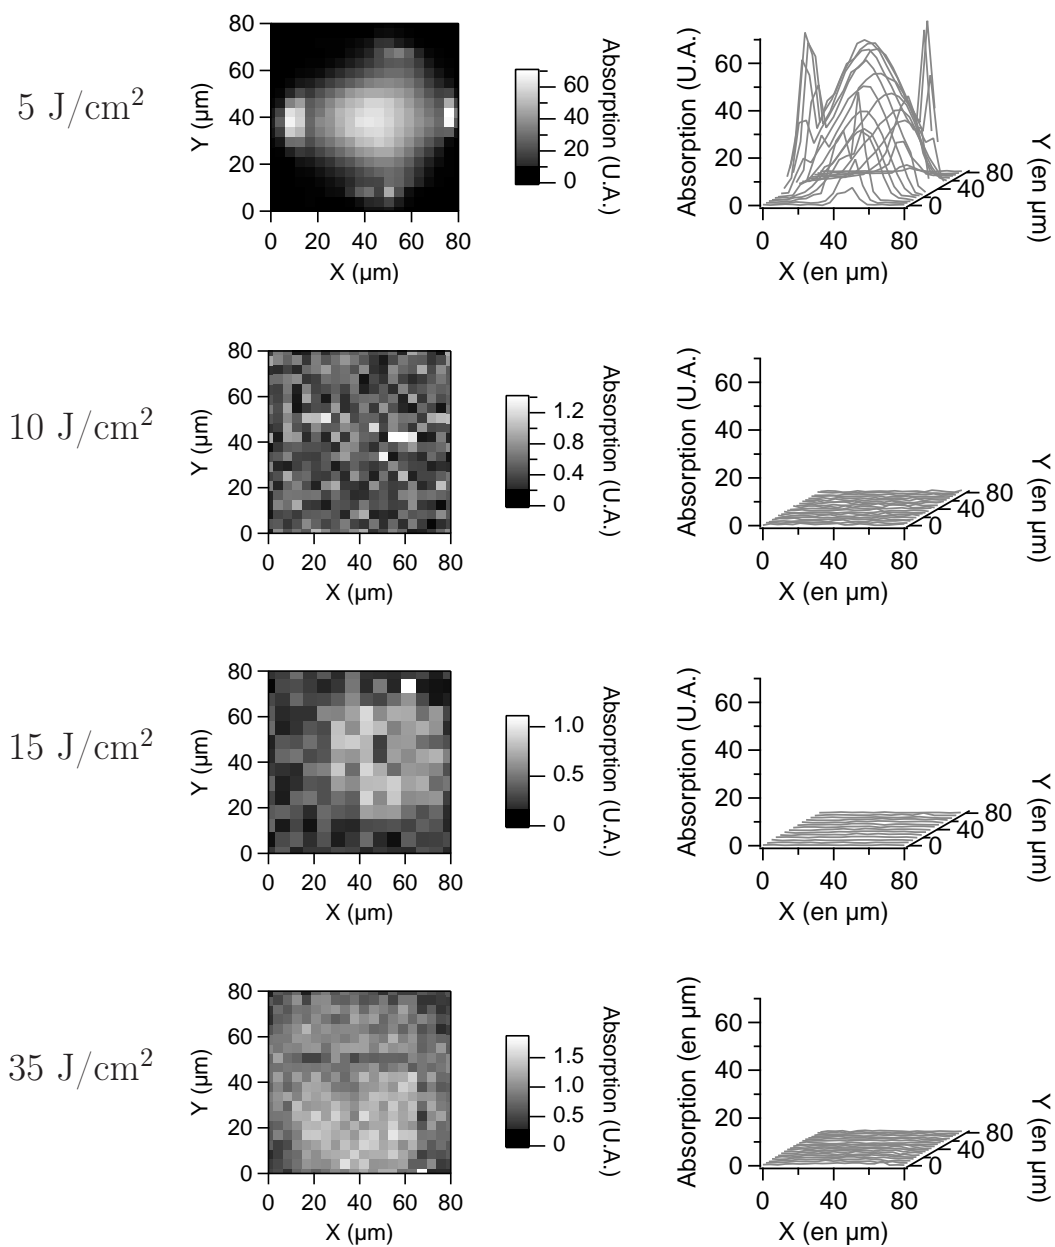 5 J/cm²
80
60
40
20
0
Y (µm)
0 20 40 60 80
X (µm)
60
40
20
0
Absorption (U.A.)
60
40
20
0
Absorption (U.A.)
0 40 80
X (en µm)
0 40 80
Y (en µm)
10 J/cm²
80
60
40
20
0
Y (µm)
0 20 40 60 80
X (µm)
1.2
0.8
0.4
0
Absorption (U.A.)
60
40
20
0
Absorption (U.A.)
0 40 80
X (en µm)
0 40 80
Y (en µm)
15 J/cm²
80
60
40
20
0
Y (µm)
0 20 40 60 80
X (µm)
1.0
0.5
0
Absorption (U.A.)
60
40
20
0
Absorption (U.A.)
0 40 80
X (en µm)
0 40 80
Y (en µm)
35 J/cm²
80
60
40
20
0
Y (µm)
0 20 40 60 80
X (µm)
1.5
1.0
0.5
0
Absorption (U.A.)
60
40
20
0
Absorption (en µm)
0 40 80
X (en µm)
0 40 80
Y (en µm)